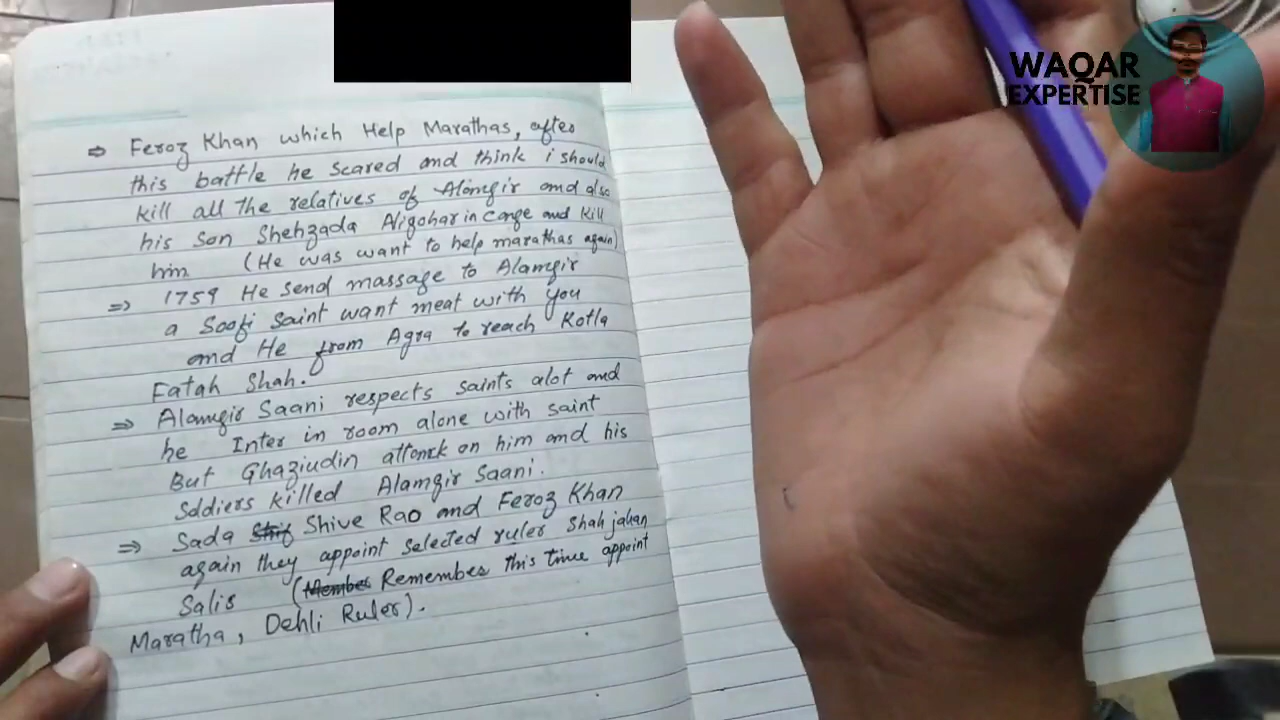 WAQAR
EXPERTISE
⇒ Feroz Khan which Help Marathas, after
this battle he scared and think i should
kill all the relatives of Alamgir and also
his Son Shehzada Aligohar in cage and kill
him (He was want to help marathas again)
⇒ 1759 He send massage to Alamgir
a Soofi Saint want meat with you
and He from Agra to reach Kotla
Fatah Shah.
⇒ Alamgir Saani respects saints alot and
he Inter in room alone with saint
But Ghaziudin attack on him and his
Soldiers killed Alamgir Saani.
⇒ Sada Shive Rao and Feroz Khan
again they appoint selected ruler Shahjahan
Salis (Member Remember this time appoint
Maratha, Dehli Ruler).